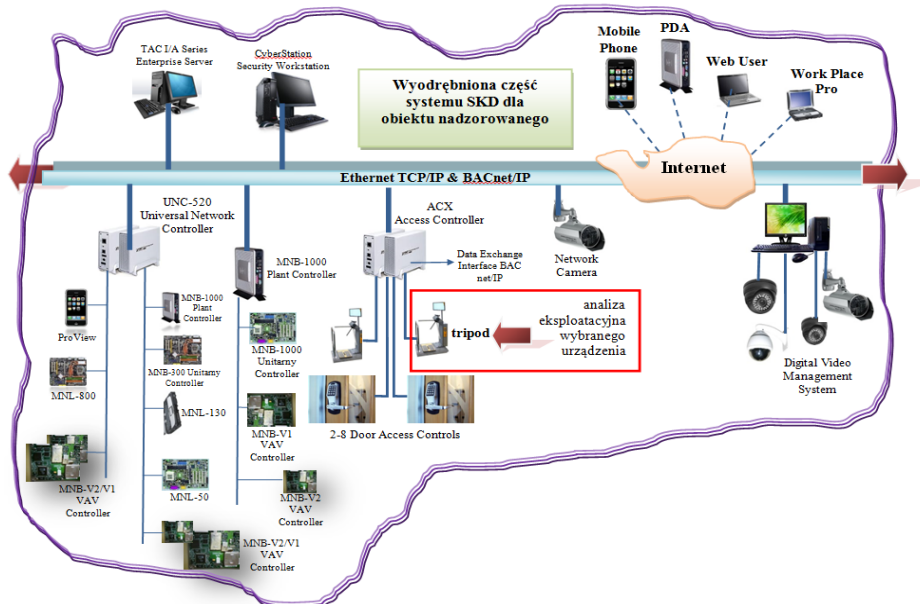 TAC I/A Series
Enterprise Server
CyberStation
Security Workstation
Wyodrębniona część
systemu SKD dla
obiektu nadzorowanego
Mobile
Phone
PDA
Web User
Work Place
Pro
Internet
Ethernet TCP/IP & BACnet/IP
UNC-520
Universal Network
Controller
MNB-1000
Plant Controller
ACX
Access Controller
Data Exchange
Interface BAC
net/IP
Network
Camera
ProView
MNL-800
MNB-V2/V1
VAV
Controller
MNB-1000
Plant
Controller
MNB-300 Unitarny
Controller
MNL-130
MNL-50
MNB-V2/V1
VAV
Controller
MNB-1000
Unitarny
Controller
MNB-V1
VAV
Controller
MNB-V2
VAV
Controller
tripod
analiza
eksploatacyjna
wybranego
urządzenia
2-8 Door Access Controls
Digital Video
Management
System